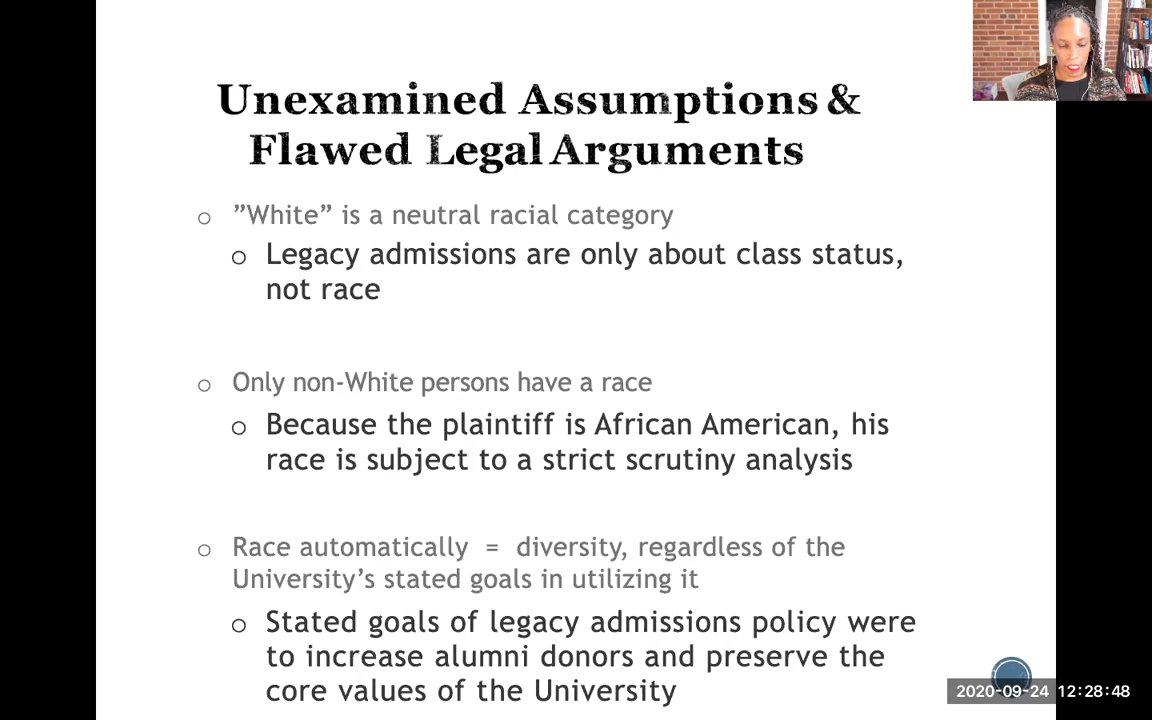 Unexamined Assumptions &
Flawed Legal Arguments
○ ”White” is a neutral racial category
○ Legacy admissions are only about class status,
not race
○ Only non-White persons have a race
○ Because the plaintiff is African American, his
race is subject to a strict scrutiny analysis
○ Race automatically = diversity, regardless of the
University’s stated goals in utilizing it
○ Stated goals of legacy admissions policy were
to increase alumni donors and preserve the
core values of the University
2020-09-24 12:28:48